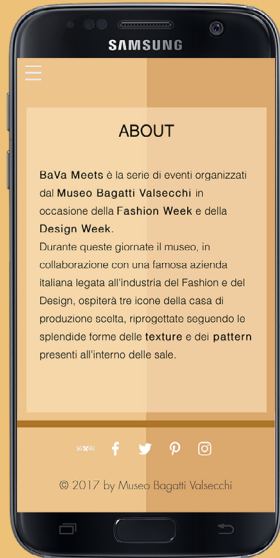 SAMSUNG
ABOUT
BaVa Meets è la serie di eventi organizzati
dal Museo Bagatti Valsecchi in
occasione della Fashion Week e della
Design Week.
Durante queste giornate il museo, in
collaborazione con una famosa azienda
italiana legata all'industria del Fashion e del
Design, ospiterà tre icone della casa di
produzione scelta, riprogettate seguendo le
splendide forme delle texture e dei pattern
presenti all'interno delle sale.
© 2017 by Museo Bagatti Valsecchi